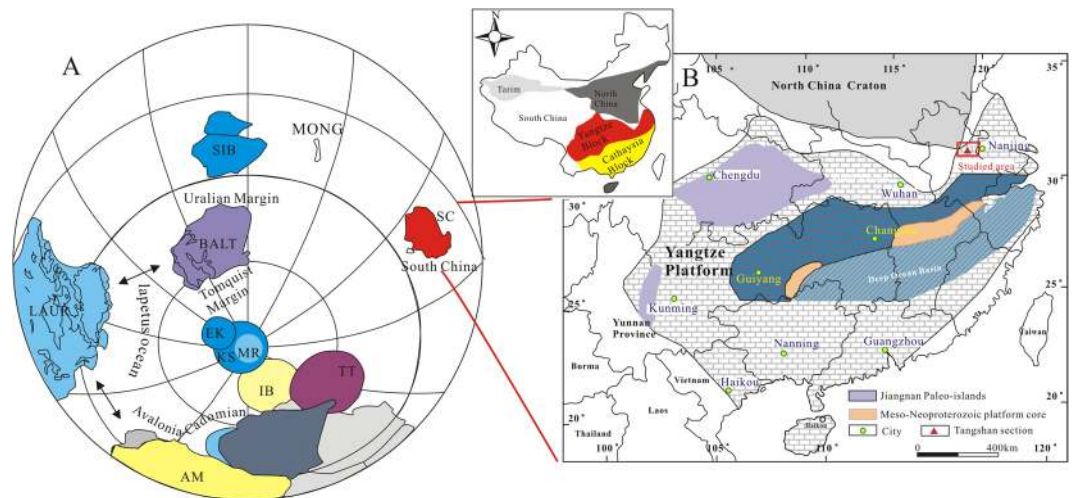 A
MONG
SIB
Uralian Margin
BALT
Tornquist
Margin
SC
South China
LAUR
Iapetus ocean
EK
KS
MR
IB
TT
Avalonia Cadomian
AM
N
Tarim
North
China
South China
Yangtze
Block
Cathaysia
Block
B
105
110
115
120
35°
North China Craton
Nanjing
Studied area
Chengdu
Wuhan
30°
30°
Yangtze
Platform
Guiyang
Deep Ocean Basin
25°
25°
Kunming
Yunnan
Province
Nanning
Guangzhou
Taiwan
Burma
Vietnam
Haikou
Laos
20°
20°
Thailand
100°
105°
110°
120°
Jiangnan Paleo-islands
Meso-Neoproterozoic platform core
City
Tangshan section
0
400km